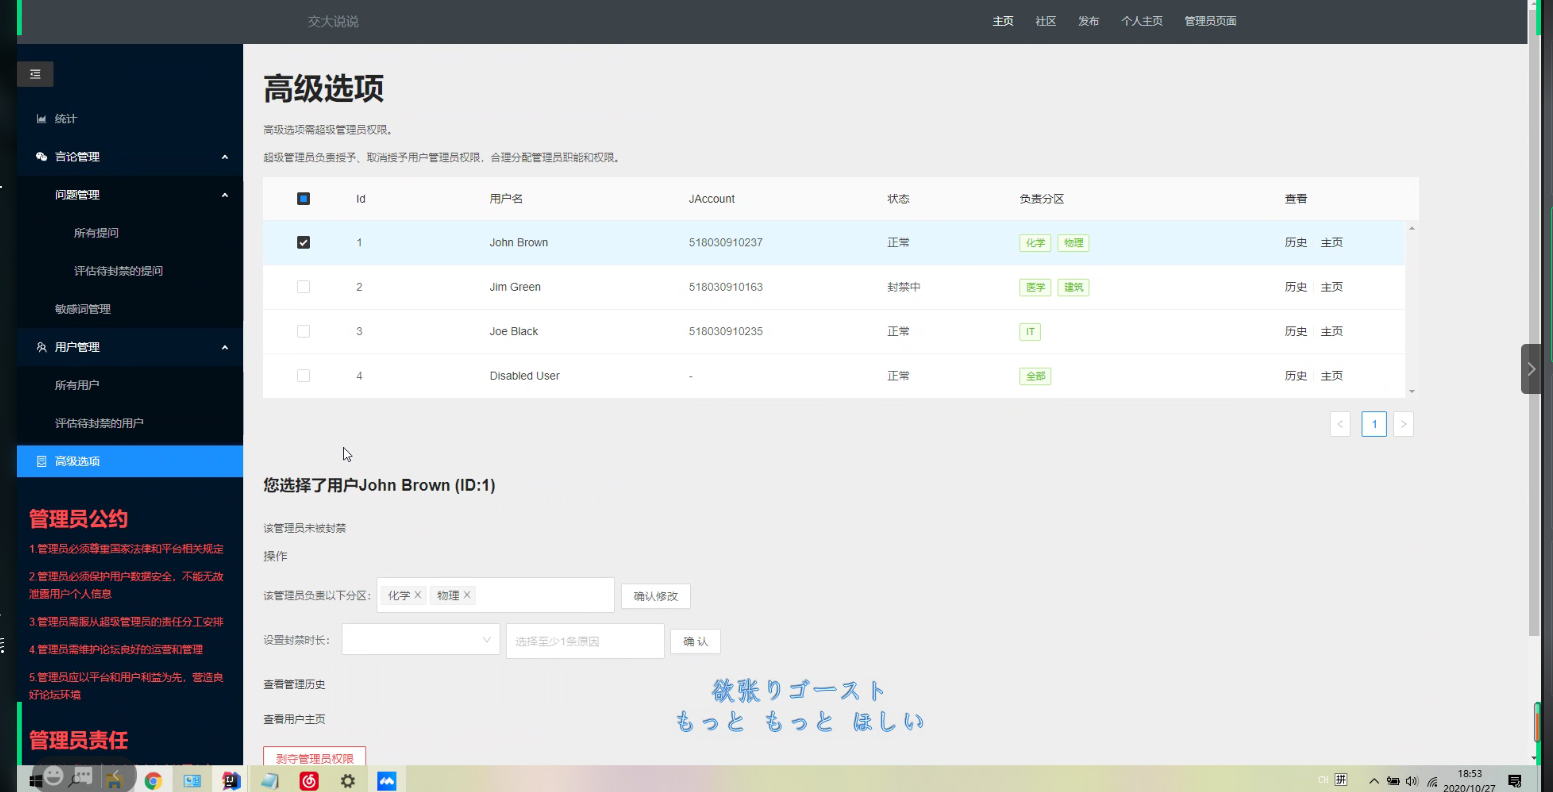 交大说说 主页 社区 发布 个人主页 管理员页面
统计
言论管理
问题管理
所有提问
评估待封禁的提问
敏感词管理
用户管理
所有用户
评估待封禁的用户
高级选项
管理员公约
1.管理员必须尊重国家法律和平台相关规定
2.管理员必须保护用户数据安全，不能无故
泄露用户个人信息
3.管理员需服从超级管理员的责任分工安排
4.管理员需维护论坛良好的运营和管理
5.管理员应以平台和用户利益为先，营造良
好论坛环境
管理员责任
高级选项
高级选项需超级管理员权限。
超级管理员负责授予、取消授予用户管理员权限，合理分配管理员职能和权限。
Id 用户名 JAccount 状态 负责分区 查看
1 John Brown 518030910237 正常 化学 物理 历史 主页
2 Jim Green 518030910163 封禁中 医学 建筑 历史 主页
3 Joe Black 518030910235 正常 IT 历史 主页
4 Disabled User - 正常 全部 历史 主页
< 1 >
您选择了用户John Brown (ID:1)
该管理员未被封禁
操作
该管理员负责以下分区: 化学 × 物理 × 确认修改
设置封禁时长: 选择至少1条原因 确 认
查看管理历史
查看用户主页
剥夺管理员权限
欲张りゴースト
もっと もっと ほしい
CH 拼 18:53
2020/10/27